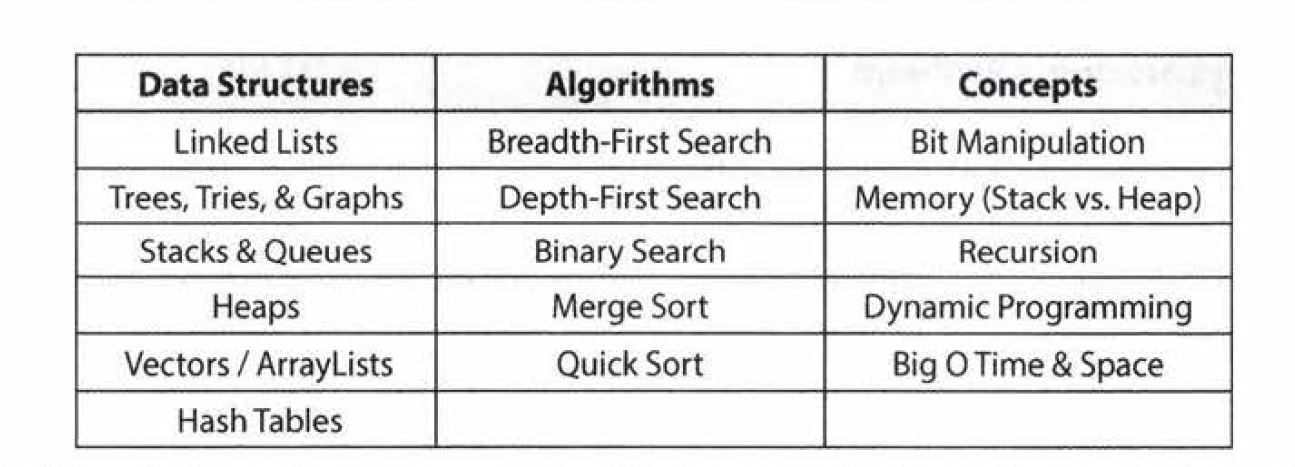 Data Structures Algorithms Concepts
Linked Lists Breadth-First Search Bit Manipulation
Trees, Tries, & Graphs Depth-First Search Memory (Stack vs. Heap)
Stacks & Queues Binary Search Recursion
Heaps Merge Sort Dynamic Programming
Vectors / ArrayLists Quick Sort Big O Time & Space
Hash Tables